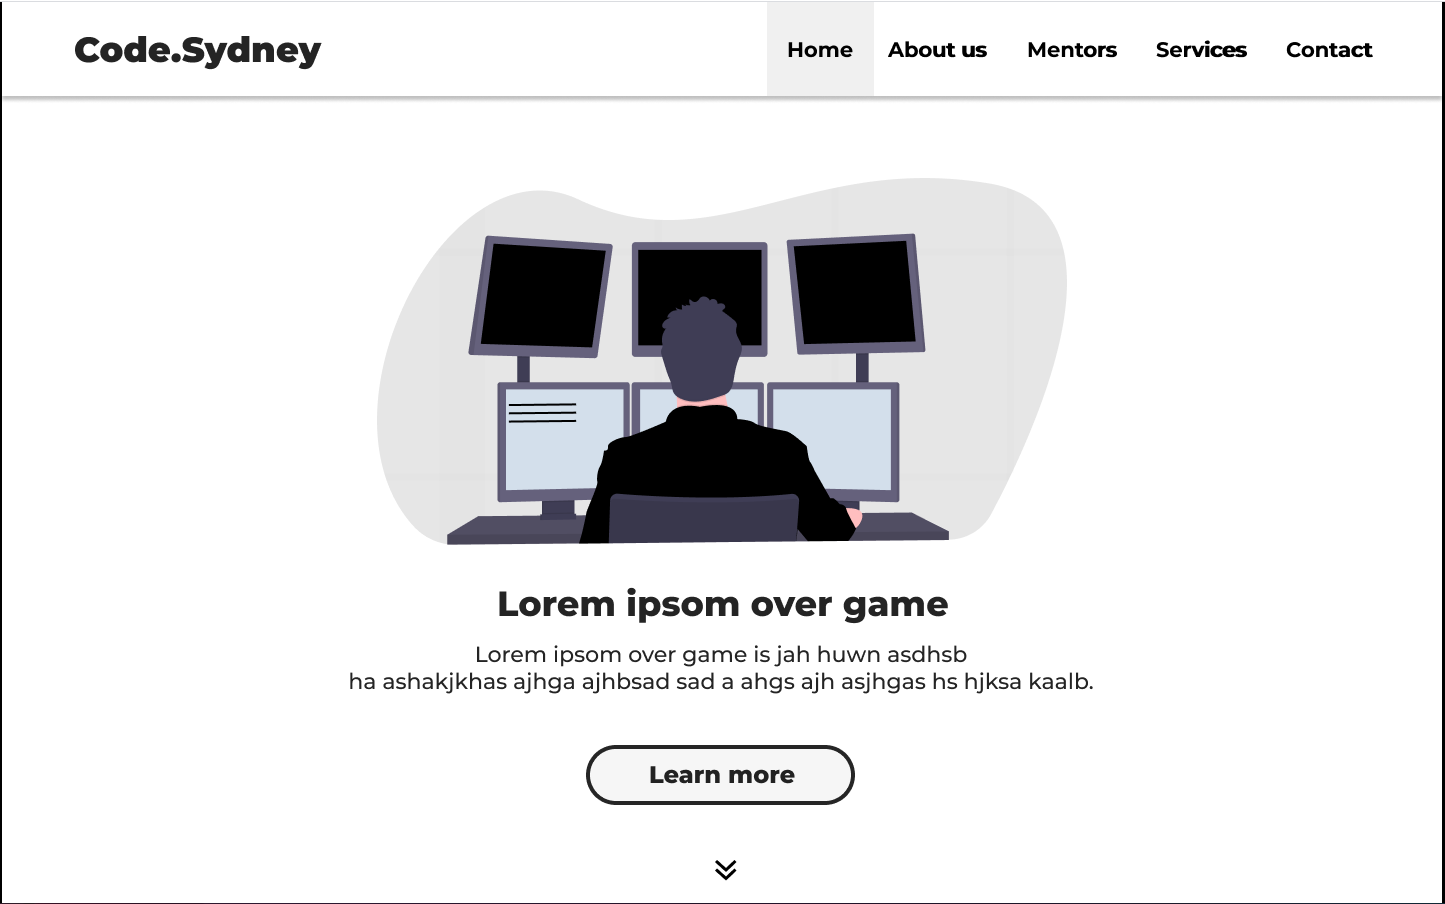 Code.Sydney
Home About us Mentors Services Contact
Lorem ipsom over game
Lorem ipsom over game is jah huwn asdhsb
ha ashakjkhas ajhga ajhbsad sad a ahgs ajh asjhgas hs hjksa kaalb.
Learn more